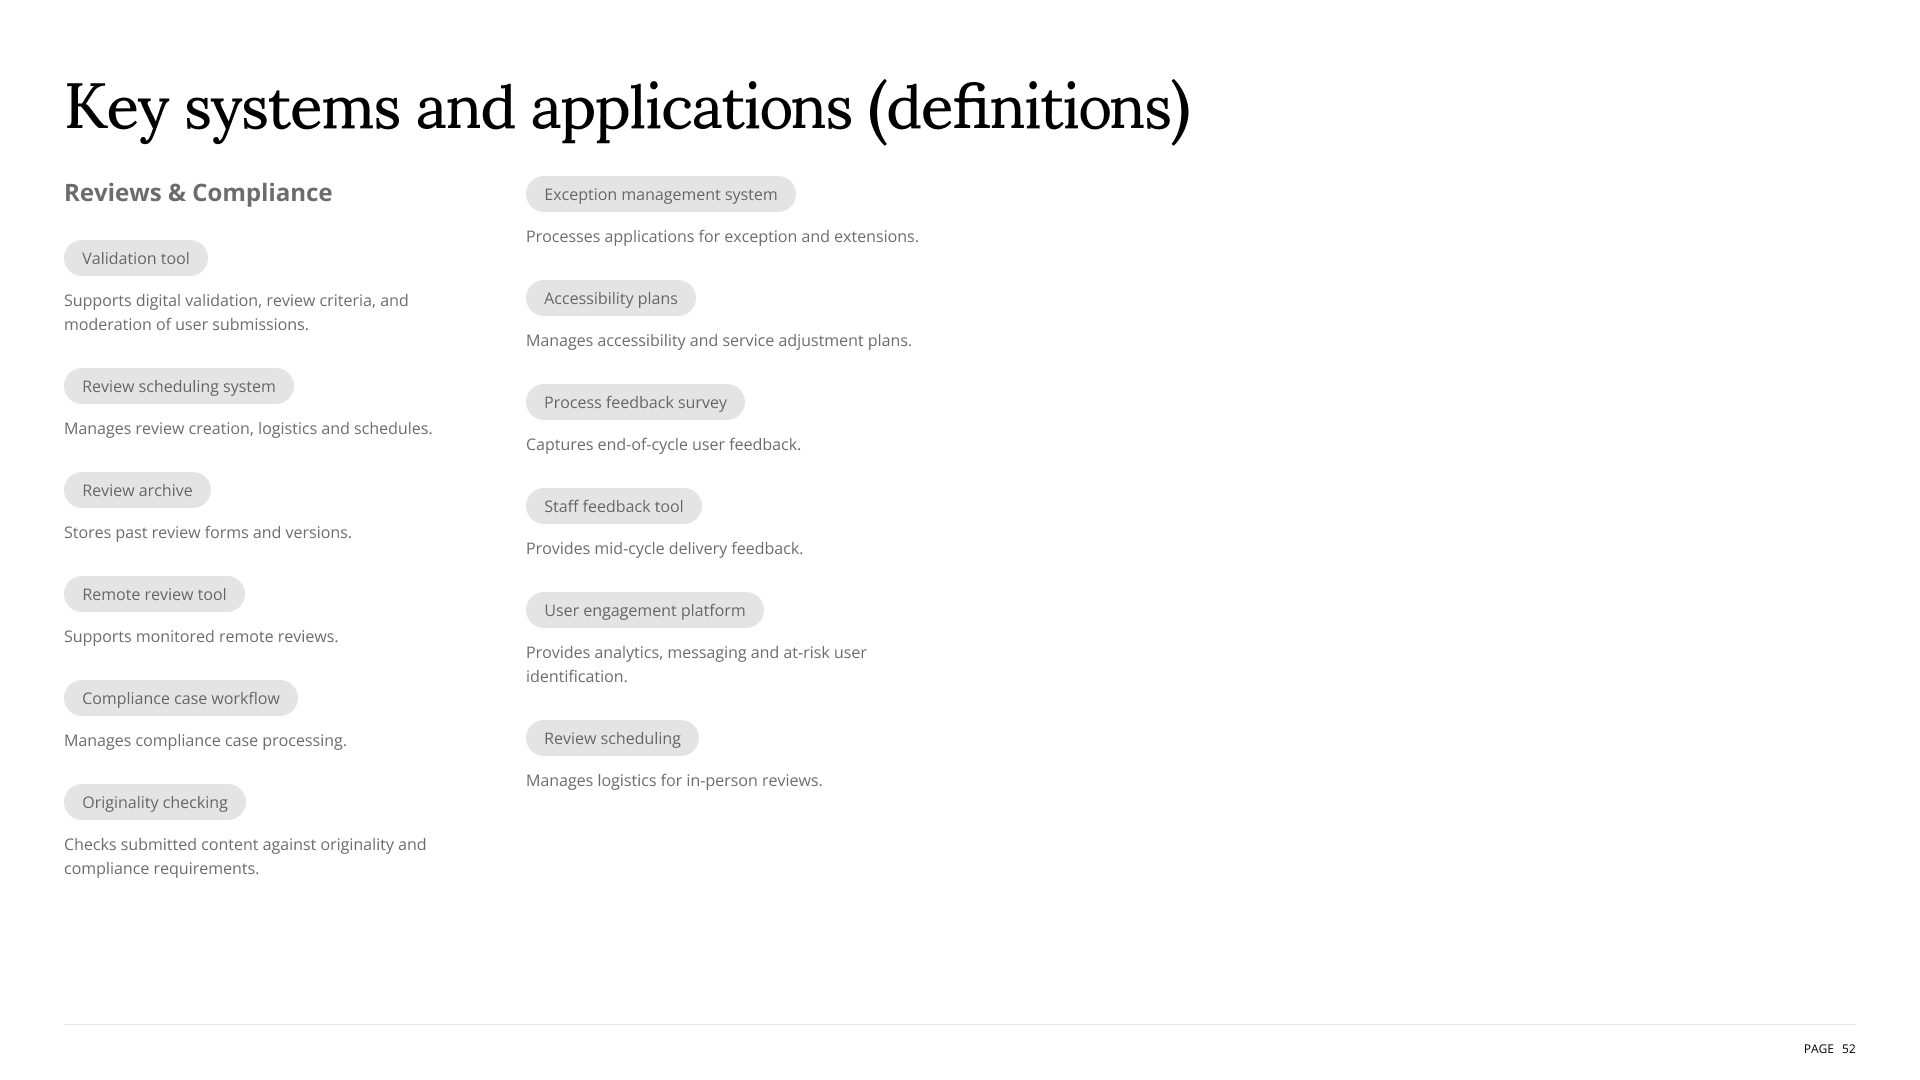 Key systems and applications (definitions)
Reviews & Compliance
Validation tool
Supports digital validation, review criteria, and
moderation of user submissions.
Review scheduling system
Manages review creation, logistics and schedules.
Review archive
Stores past review forms and versions.
Remote review tool
Supports monitored remote reviews.
Compliance case workflow
Manages compliance case processing.
Originality checking
Checks submitted content against originality and
compliance requirements.
Exception management system
Processes applications for exception and extensions.
Accessibility plans
Manages accessibility and service adjustment plans.
Process feedback survey
Captures end-of-cycle user feedback.
Staff feedback tool
Provides mid-cycle delivery feedback.
User engagement platform
Provides analytics, messaging and at-risk user
identification.
Review scheduling
Manages logistics for in-person reviews.
PAGE 52